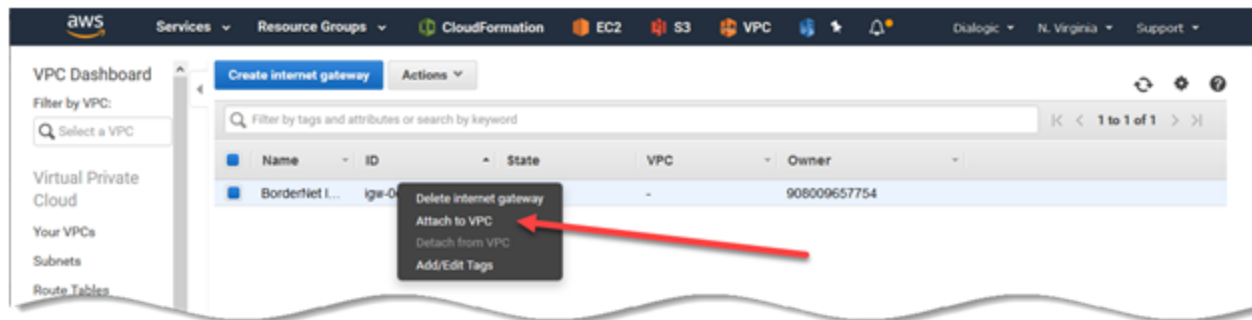 aws Services Resource Groups CloudFormation EC2 S3 VPC Dialogic N. Virginia Support
VPC Dashboard
Filter by VPC:
Select a VPC
Virtual Private
Cloud
Your VPCs
Subnets
Route Tables
Create internet gateway Actions
Filter by tags and attributes or search by keyword 1 to 1 of 1
Name ID State VPC Owner
BorderNet I... igw-0 - 908009657754
Delete internet gateway
Attach to VPC
Detach from VPC
Add/Edit Tags